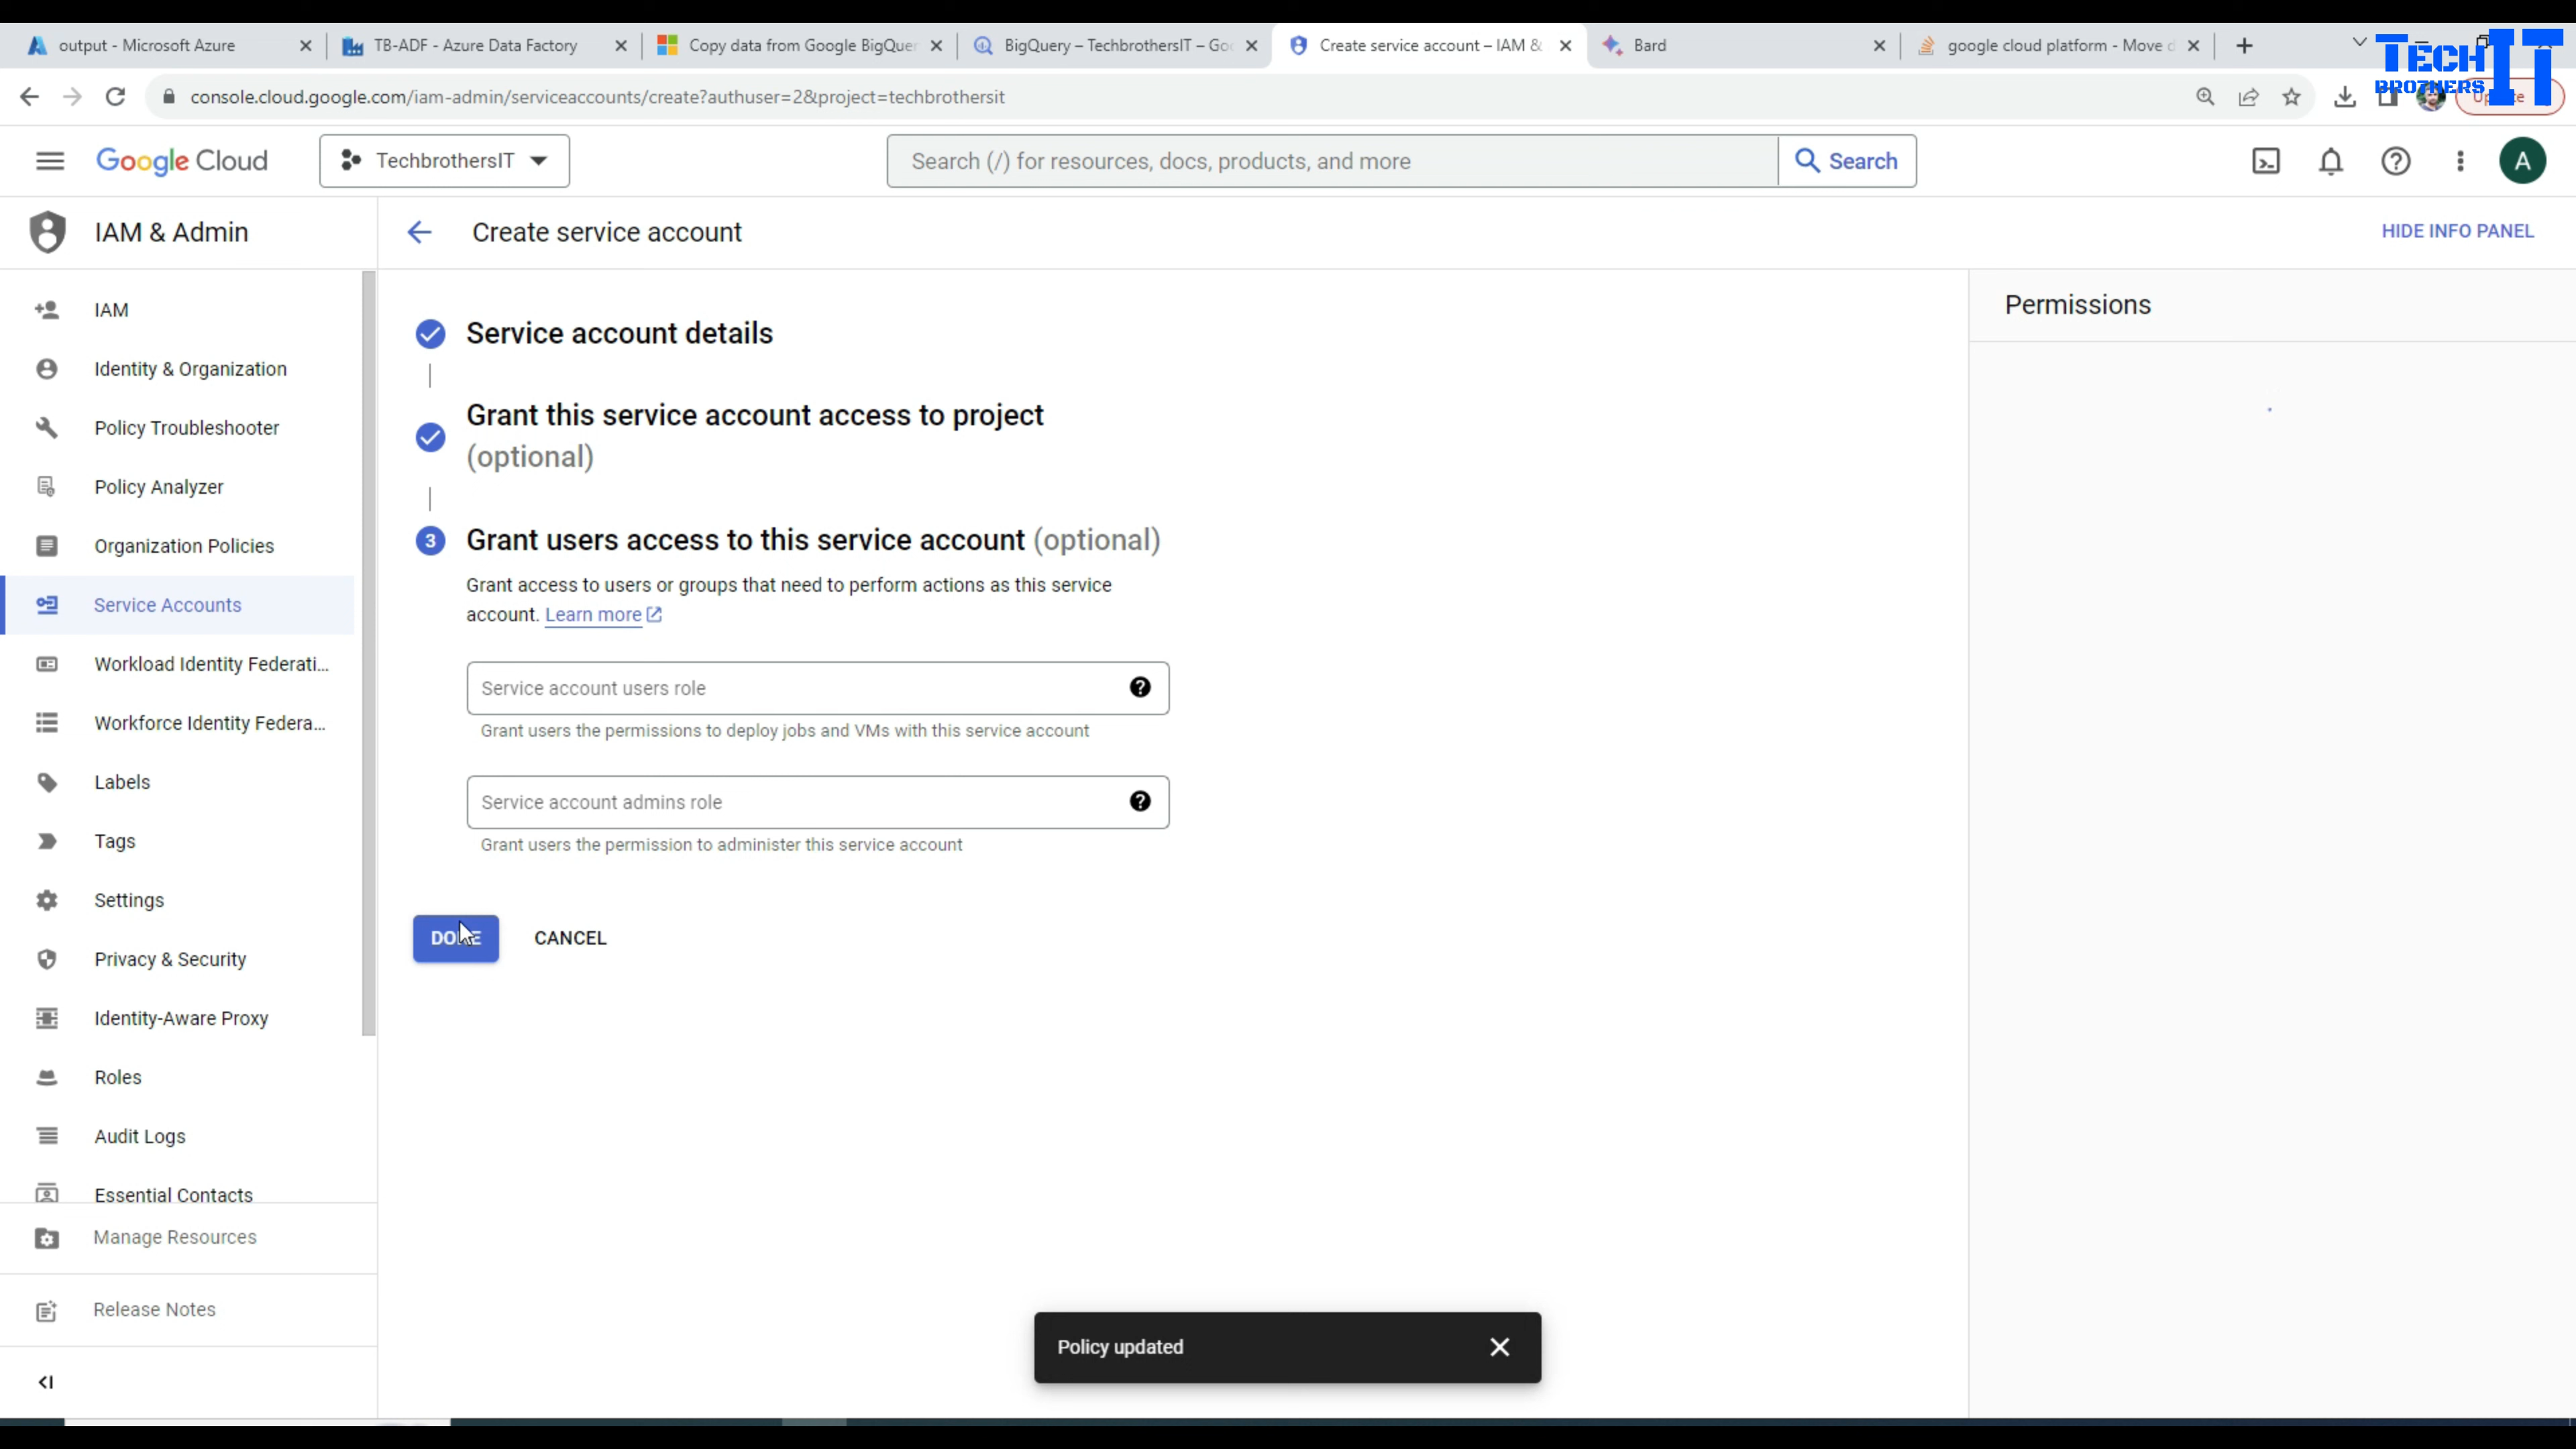 output - Microsoft Azure
TB-ADF - Azure Data Factory
Copy data from Google BigQuer
BigQuery – TechbrothersIT – Goo
Create service account – IAM &
Bard
google cloud platform - Move d
TECH IT
BROTHERS
console.cloud.google.com/iam-admin/serviceaccounts/create?authuser=2&project=techbrothersit
Google Cloud
TechbrothersIT
Search (/) for resources, docs, products, and more
Search
A
IAM & Admin
Create service account
HIDE INFO PANEL
IAM
Identity & Organization
Policy Troubleshooter
Policy Analyzer
Organization Policies
Service Accounts
Workload Identity Federati...
Workforce Identity Federa...
Labels
Tags
Settings
Privacy & Security
Identity-Aware Proxy
Roles
Audit Logs
Essential Contacts
Manage Resources
Release Notes
Service account details
Grant this service account access to project
(optional)
3
Grant users access to this service account (optional)
Grant access to users or groups that need to perform actions as this service
account. Learn more
Service account users role
Grant users the permissions to deploy jobs and VMs with this service account
Service account admins role
Grant users the permission to administer this service account
DONE
CANCEL
Permissions
Policy updated